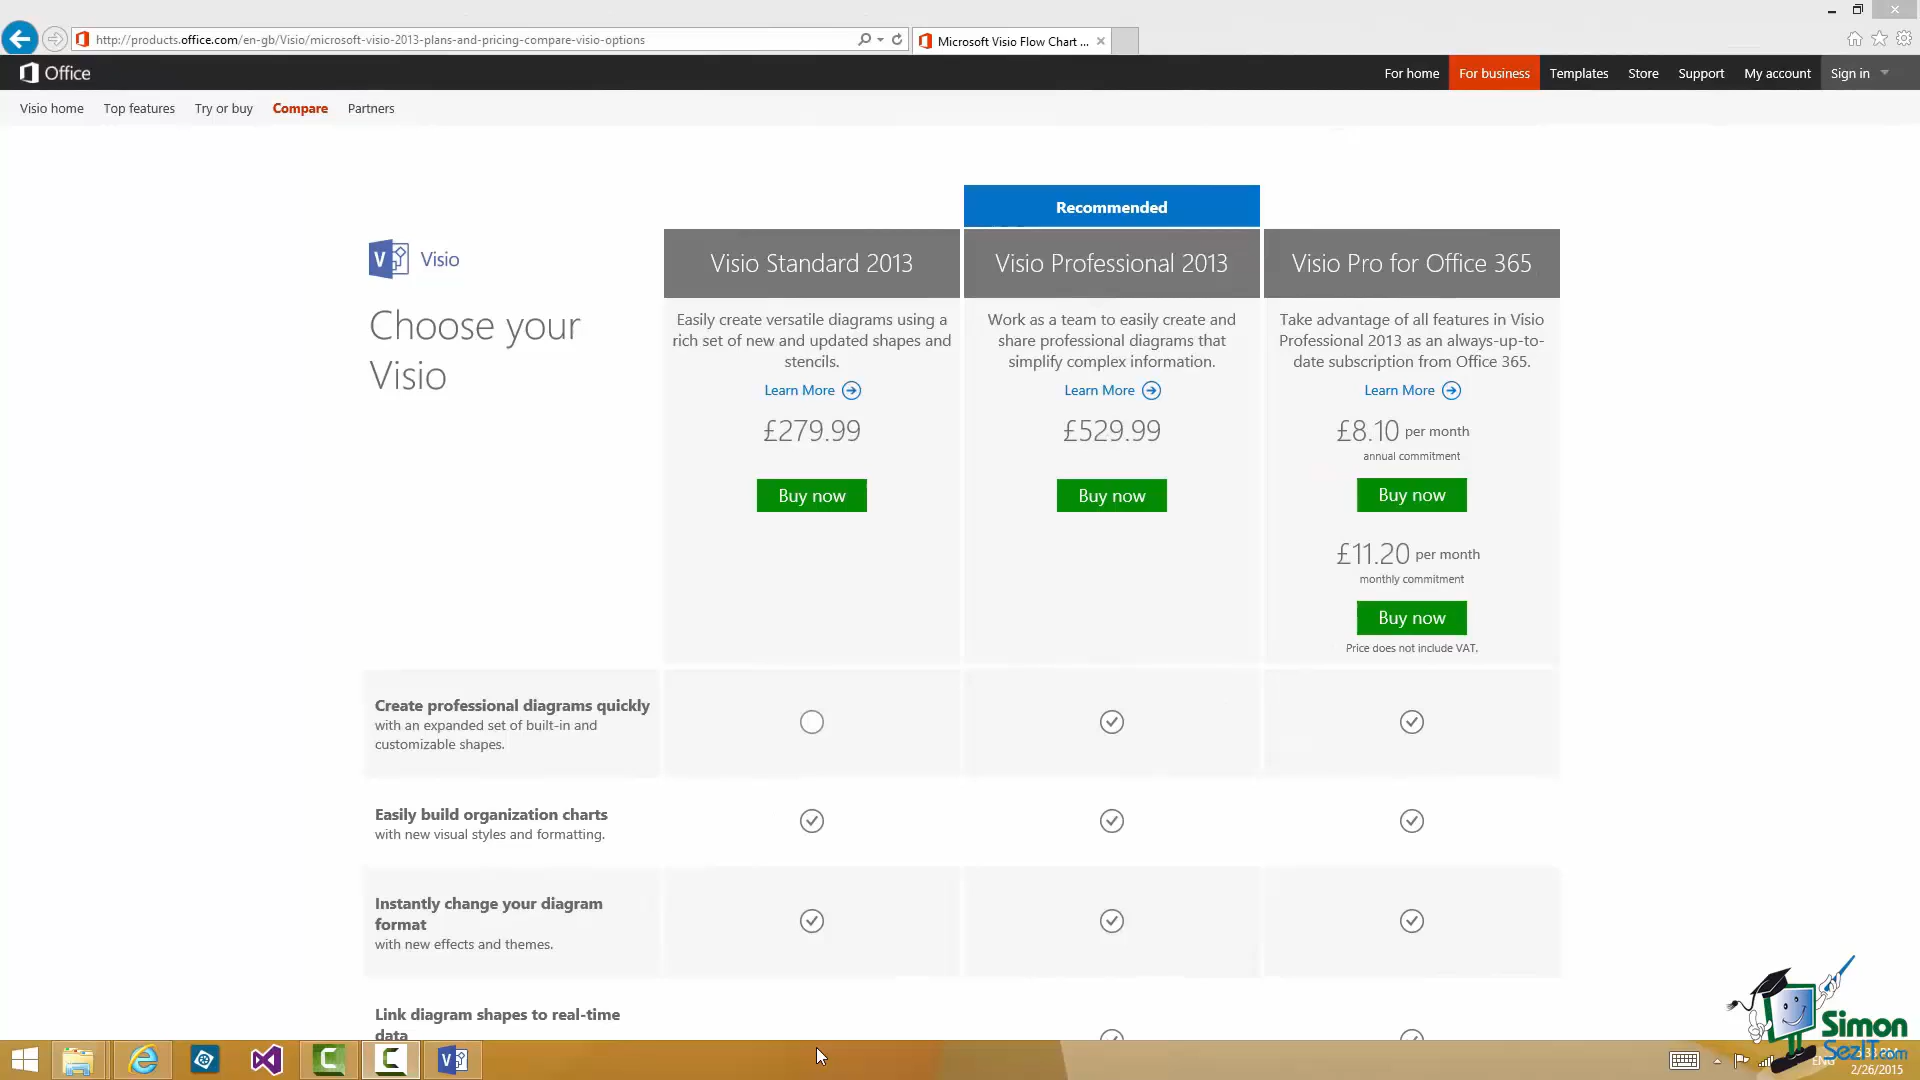 http://products.office.com/en-gb/Visio/microsoft-visio-2013-plans-and-pricing-compare-visio-options
Microsoft Visio Flow Chart ...
Office
For home
For business
Templates
Store
Support
My account
Sign in
Visio home
Top features
Try or buy
Compare
Partners
Recommended
Visio
Choose your
Visio
Visio Standard 2013
Easily create versatile diagrams using a
rich set of new and updated shapes and
stencils.
Learn More
£279.99
Buy now
Visio Professional 2013
Work as a team to easily create and
share professional diagrams that
simplify complex information.
Learn More
£529.99
Buy now
Visio Pro for Office 365
Take advantage of all features in Visio
Professional 2013 as an always-up-to-
date subscription from Office 365.
Learn More
£8.10 per month
annual commitment
Buy now
£11.20 per month
monthly commitment
Buy now
Price does not include VAT.
Create professional diagrams quickly
with an expanded set of built-in and
customizable shapes.
Easily build organization charts
with new visual styles and formatting.
Instantly change your diagram
format
with new effects and themes.
Link diagram shapes to real-time
data
Simon
SezIT.com
2/26/2015